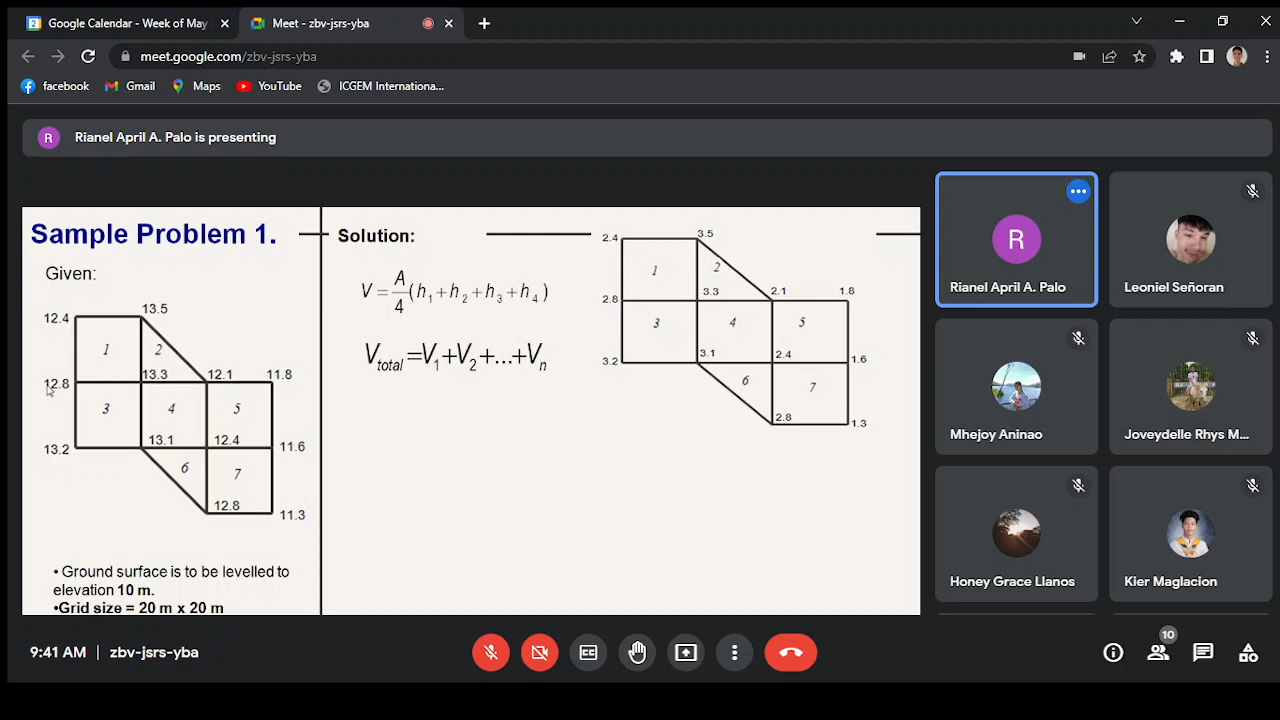 Google Calendar - Week of May
Meet - zbv-jsrs-yba
meet.google.com/zbv-jsrs-yba
facebook
Gmail
Maps
YouTube
ICGEM Internationa...
R
Rianel April A. Palo is presenting
Sample Problem 1.
Given:
12.4
13.5
1
2
12.8
13.3
12.1
11.8
3
4
5
13.2
13.1
12.4
11.6
6
7
12.8
11.3
• Ground surface is to be levelled to
elevation 10 m.
•Grid size = 20 m x 20 m
Solution:
V = A/4 (h1 + h2 + h3 + h4)
Vtotal = V1 + V2 + ... + Vn
2.4
3.5
1
2
2.8
3.3
2.1
1.8
3
4
5
3.2
3.1
2.4
1.6
6
7
2.8
1.3
R
Rianel April A. Palo
Leoniel Señoran
Mhejoy Aninao
Joveydelle Rhys M...
Honey Grace Llanos
Kier Maglacion
9:41 AM | zbv-jsrs-yba
10